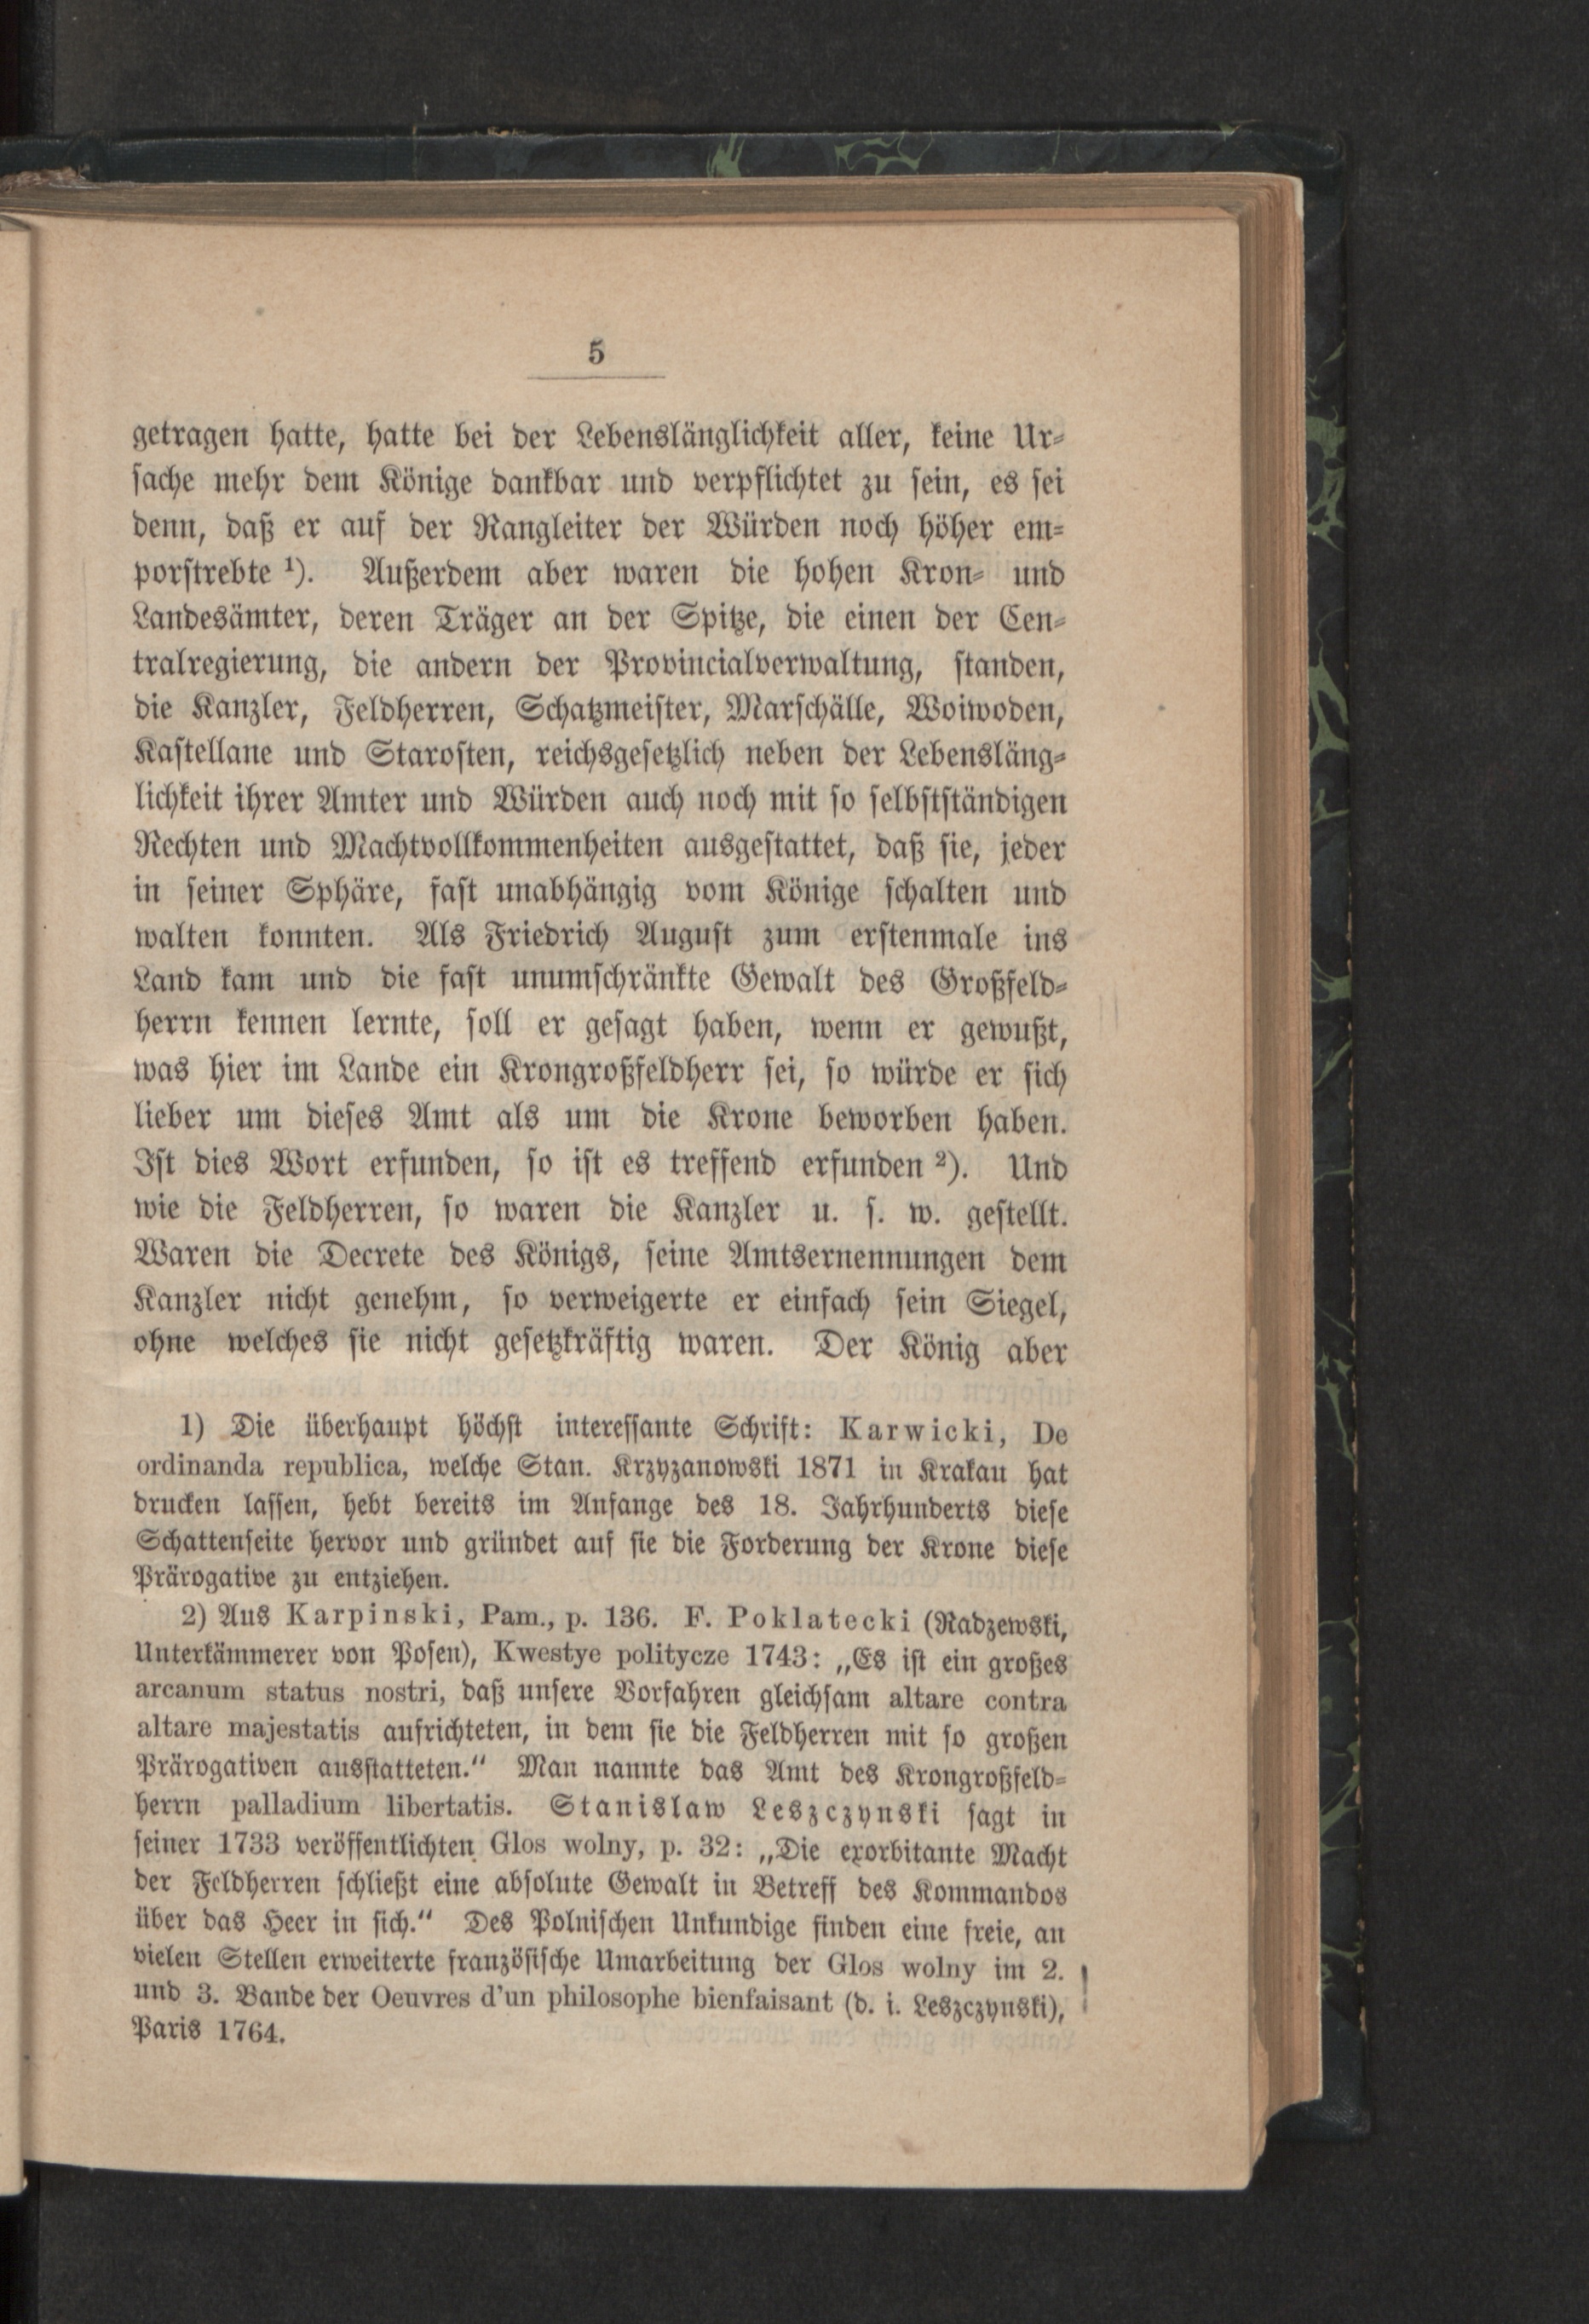 5
getragen hatte, hatte bei der Lebenslänglichkeit aller, keine Ur-
sache mehr dem Könige dankbar und verpflichtet zu sein, es sei
denn, daß er auf der Rangleiter der Würden noch höher em-
porstrebte ¹). Außerdem aber waren die hohen Kron- und
Landesämter, deren Träger an der Spitze, die einen der Cen-
tralregierung, die andern der Provincialverwaltung, standen,
die Kanzler, Feldherren, Schatzmeister, Marschälle, Woiwoden,
Kastellane und Starosten, reichsgesetzlich neben der Lebensläng-
lichkeit ihrer Amter und Würden auch noch mit so selbstständigen
Rechten und Machtvollkommenheiten ausgestattet, daß sie, jeder
in seiner Sphäre, fast unabhängig vom Könige schalten und
walten konnten. Als Friedrich August zum erstenmale ins
Land kam und die fast unumschränkte Gewalt des Großfeld-
herrn kennen lernte, soll er gesagt haben, wenn er gewußt,
was hier im Lande ein Krongroßfeldherr sei, so würde er sich
lieber um dieses Amt als um die Krone beworben haben.
Ist dies Wort erfunden, so ist es treffend erfunden ²). Und
wie die Feldherren, so waren die Kanzler u. s. w. gestellt.
Waren die Decrete des Königs, seine Amtsernennungen dem
Kanzler nicht genehm, so verweigerte er einfach sein Siegel,
ohne welches sie nicht gesetzkräftig waren. Der König aber
1) Die überhaupt höchst interessante Schrift: Karwicki, De
ordinanda republica, welche Stan. Krzyzanowski 1871 in Krakau hat
drucken lassen, hebt bereits im Anfange des 18. Jahrhunderts diese
Schattenseite hervor und gründet auf sie die Forderung der Krone diese
Prärogative zu entziehen.
2) Aus Karpinski, Pam., p. 136. F. Poklatecki (Radzewski,
Unterkämmerer von Posen), Kwestye politycze 1743: „Es ist ein großes
arcanum status nostri, daß unsere Vorfahren gleichsam altare contra
altare majestatis aufrichteten, in dem sie die Feldherren mit so großen
Prärogativen ausstatteten.“ Man nannte das Amt des Krongroßfeld-
herrn palladium libertatis. Stanislaw Leszczynski sagt in
seiner 1733 veröffentlichten Glos wolny, p. 32: „Die exorbitante Macht
der Feldherren schließt eine absolute Gewalt in Betreff des Kommandos
über das Heer in sich.“ Des Polnischen Unkundige finden eine freie, an
vielen Stellen erweiterte französische Umarbeitung der Glos wolny im 2.
und 3. Bande der Oeuvres d'un philosophe bienfaisant (d. i. Leszczynski),
Paris 1764.